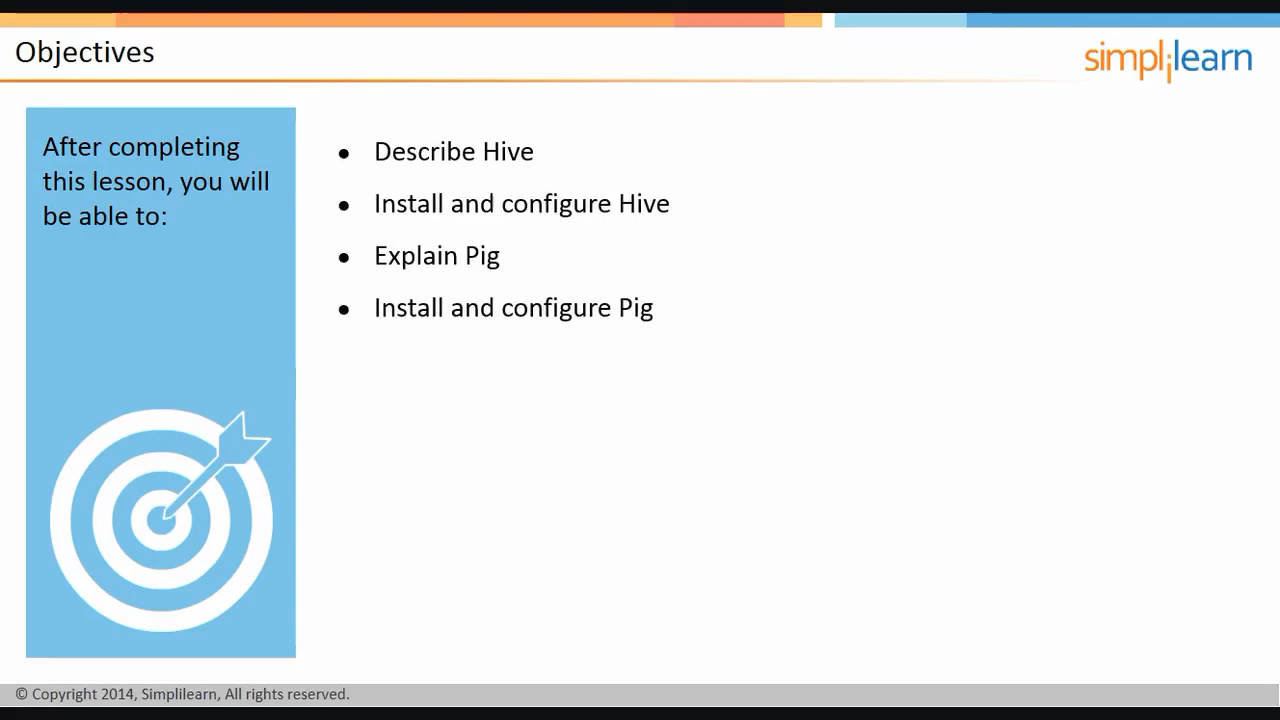 Objectives
simplilearn
After completing
this lesson, you will
be able to:
● Describe Hive
● Install and configure Hive
● Explain Pig
● Install and configure Pig
© Copyright 2014, Simplilearn, All rights reserved.